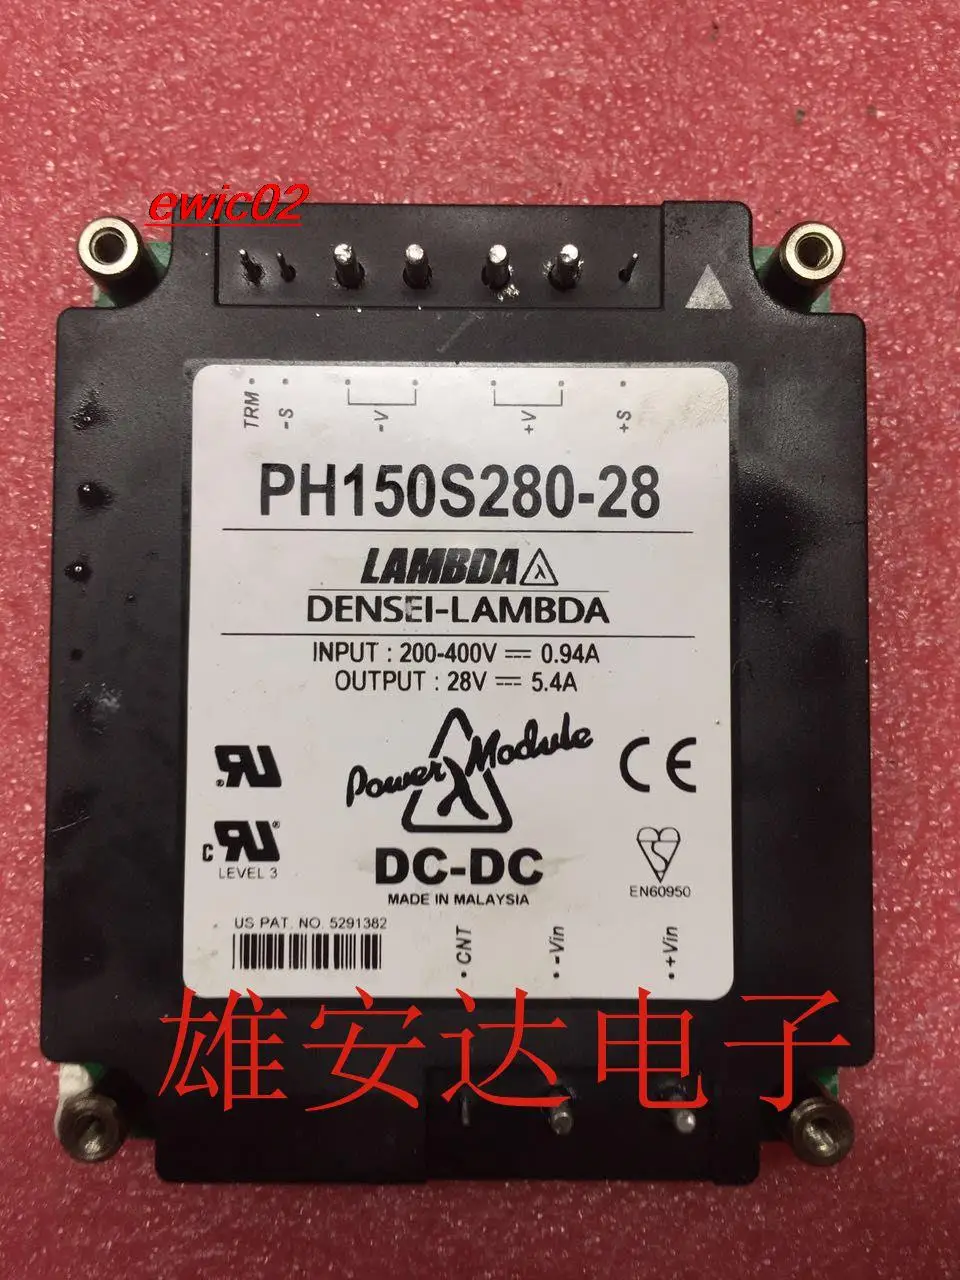 ewic02
TRM
-S
-V
+V
+S
PH150S280-28
LAMBDA
DENSEI-LAMBDA
INPUT : 200-400V ⎓ 0.94A
OUTPUT : 28V ⎓ 5.4A
Power Module
CE
LEVEL 3
EN60950
DC-DC
MADE IN MALAYSIA
US PAT. NO. 5291382
CNT
-Vin
+Vin
雄安达电子